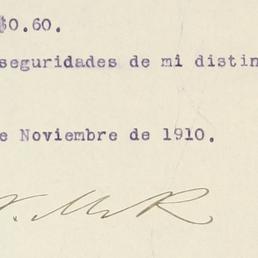 $0.60.
seguridades de mi distin
e Noviembre de 1910.